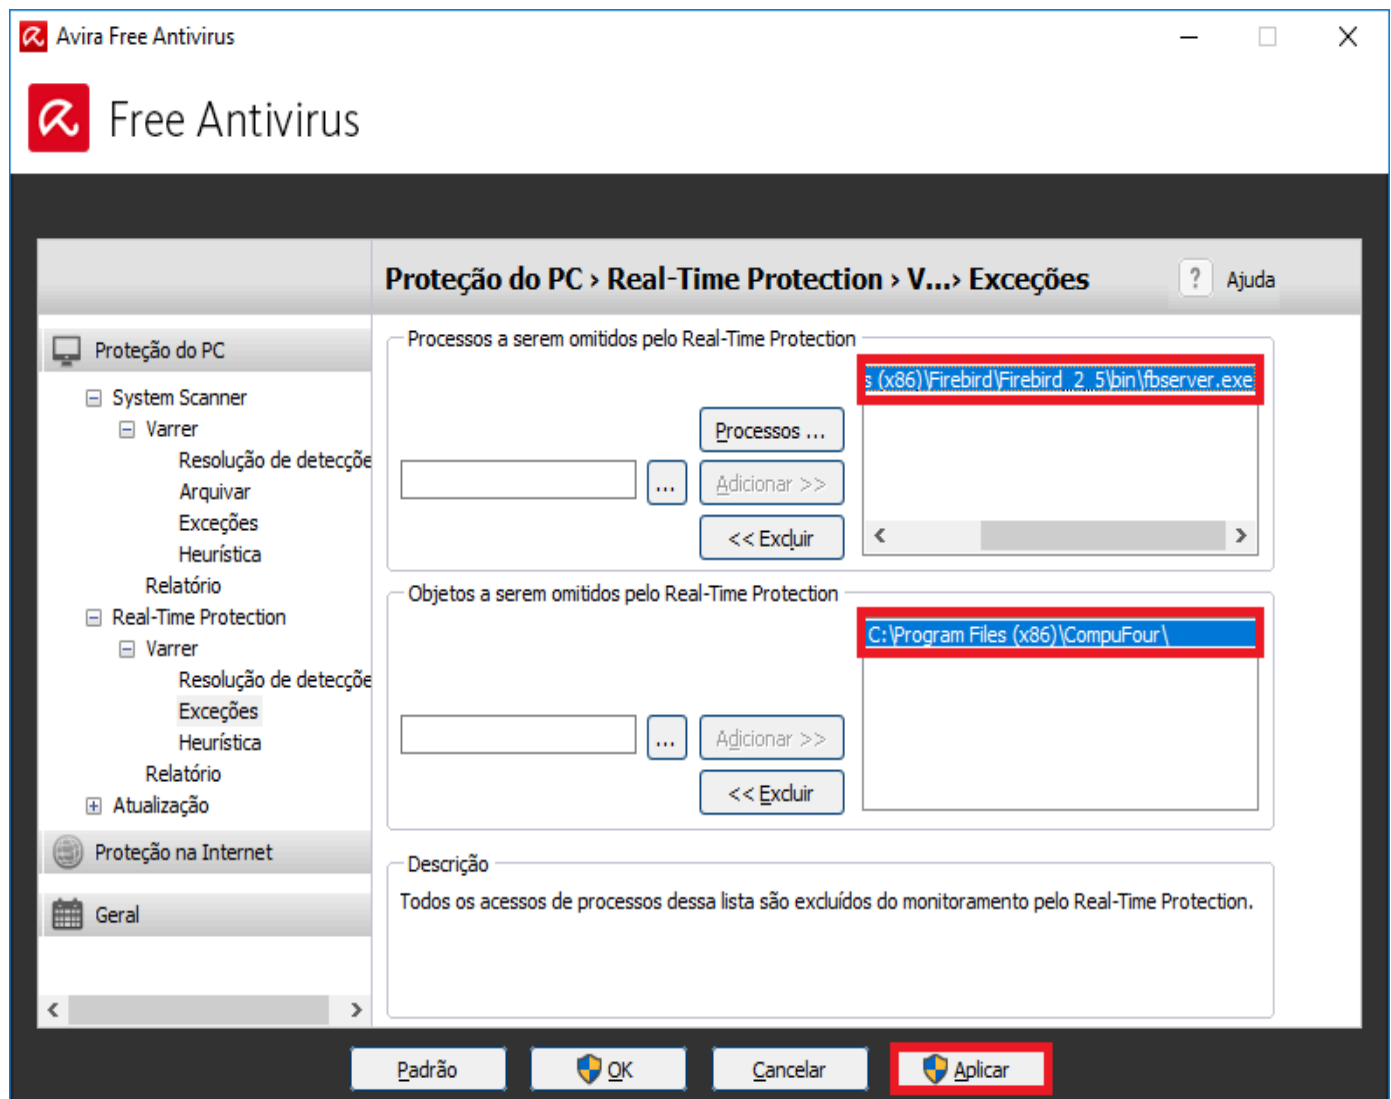 Avira Free Antivirus
Free Antivirus
Proteção do PC › Real-Time Protection › V...› Exceções
? Ajuda
Proteção do PC
System Scanner
Varrer
Resolução de detecçõe
Arquivar
Exceções
Heurística
Relatório
Real-Time Protection
Varrer
Resolução de detecçõe
Exceções
Heurística
Relatório
Atualização
Proteção na Internet
Geral
Processos a serem omitidos pelo Real-Time Protection
s (x86)\Firebird\Firebird_2_5\bin\fbserver.exe
Processos ...
...
Adicionar >>
<< Excluir
Objetos a serem omitidos pelo Real-Time Protection
C:\Program Files (x86)\CompuFour\
...
Adicionar >>
<< Excluir
Descrição
Todos os acessos de processos dessa lista são excluídos do monitoramento pelo Real-Time Protection.
Padrão
OK
Cancelar
Aplicar